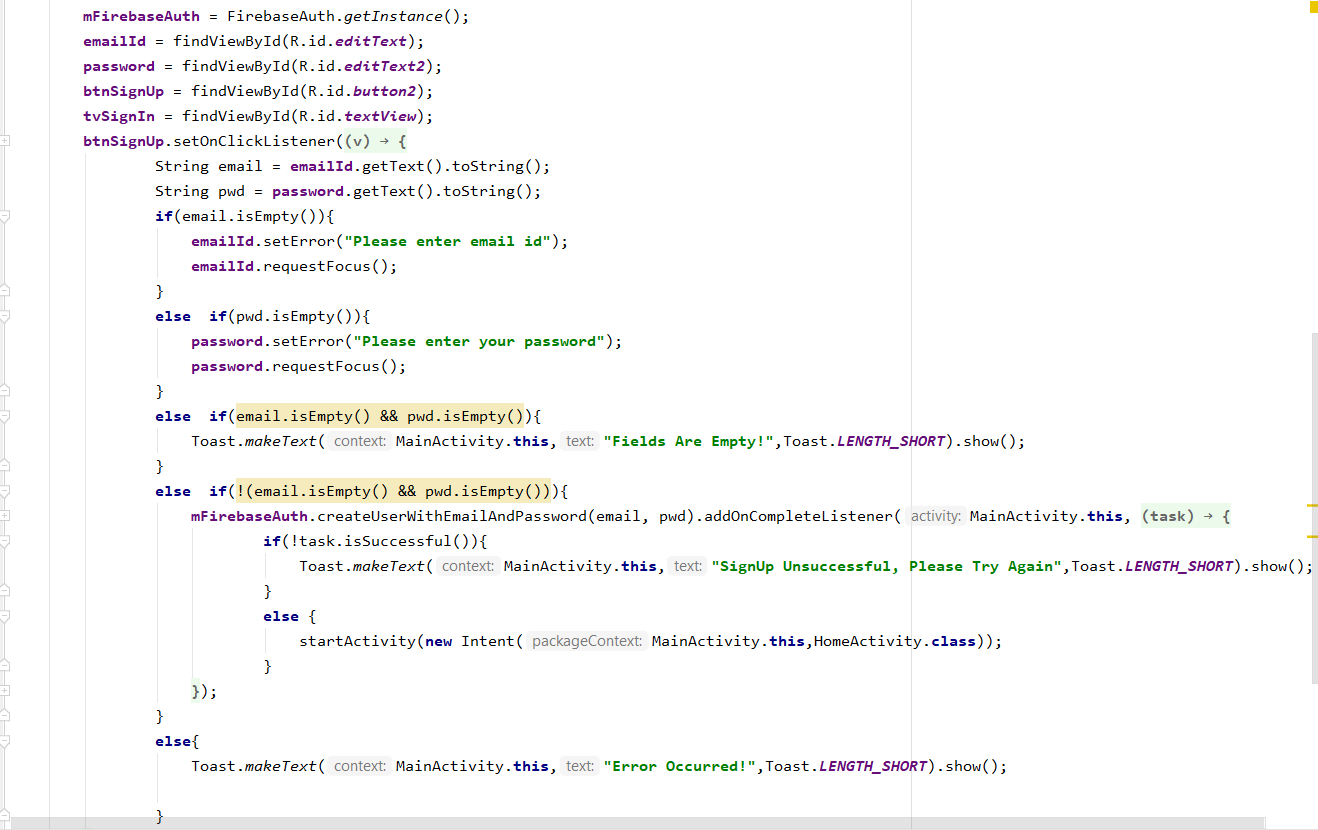 mFirebaseAuth = FirebaseAuth.getInstance();
emailId = findViewById(R.id.editText);
password = findViewById(R.id.editText2);
btnSignUp = findViewById(R.id.button2);
tvSignIn = findViewById(R.id.textView);
btnSignUp.setOnClickListener((v) → {
String email = emailId.getText().toString();
String pwd = password.getText().toString();
if(email.isEmpty()){
emailId.setError("Please enter email id");
emailId.requestFocus();
}
else  if(pwd.isEmpty()){
password.setError("Please enter your password");
password.requestFocus();
}
else  if(email.isEmpty() && pwd.isEmpty()){
Toast.makeText( context: MainActivity.this, text: "Fields Are Empty!",Toast.LENGTH_SHORT).show();
}
else  if(!(email.isEmpty() && pwd.isEmpty())){
mFirebaseAuth.createUserWithEmailAndPassword(email, pwd).addOnCompleteListener( activity: MainActivity.this, (task) → {
if(!task.isSuccessful()){
Toast.makeText( context: MainActivity.this, text: "SignUp Unsuccessful, Please Try Again",Toast.LENGTH_SHORT).show();
}
else {
startActivity(new Intent( packageContext: MainActivity.this,HomeActivity.class));
}
});
}
else{
Toast.makeText( context: MainActivity.this, text: "Error Occurred!",Toast.LENGTH_SHORT).show();
}